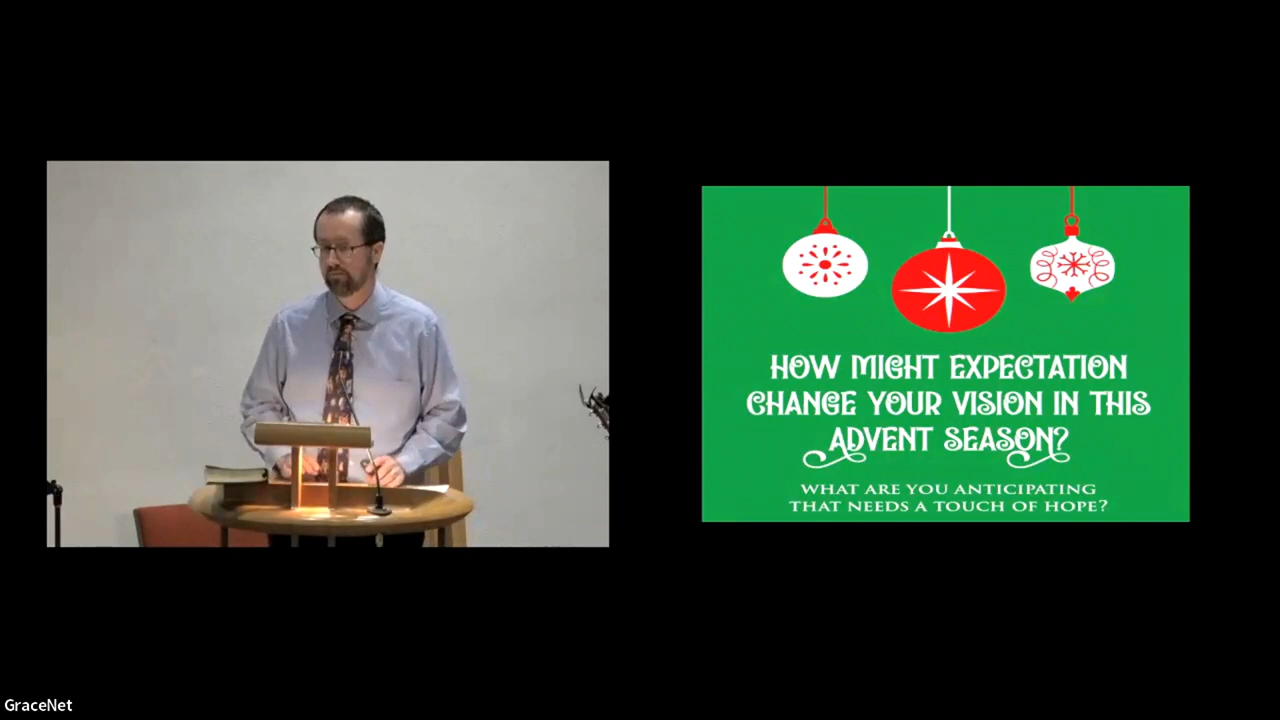 HOW MIGHT EXPECTATION
CHANGE YOUR VISION IN THIS
ADVENT SEASON?
WHAT ARE YOU ANTICIPATING
THAT NEEDS A TOUCH OF HOPE?
GraceNet